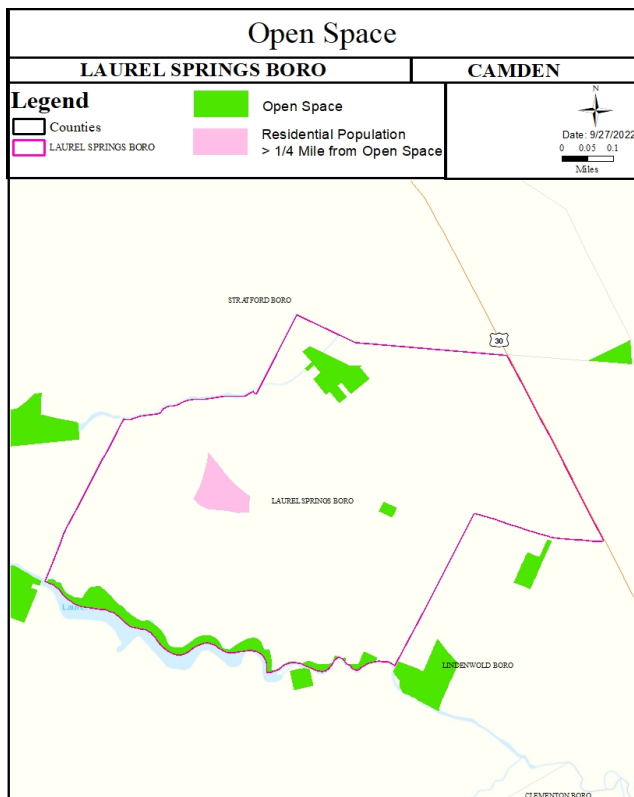 Open Space
LAUREL SPRINGS BORO
CAMDEN
Legend
Counties
LAUREL SPRINGS BORO
Open Space
Residential Population
> 1/4 Mile from Open Space
N
Date: 9/27/2022
0 0.05 0.1
Miles
STRATFORD BORO
30
LAUREL SPRINGS BORO
Laurel
LINDENWOLD BORO
CLEMENTON BORO